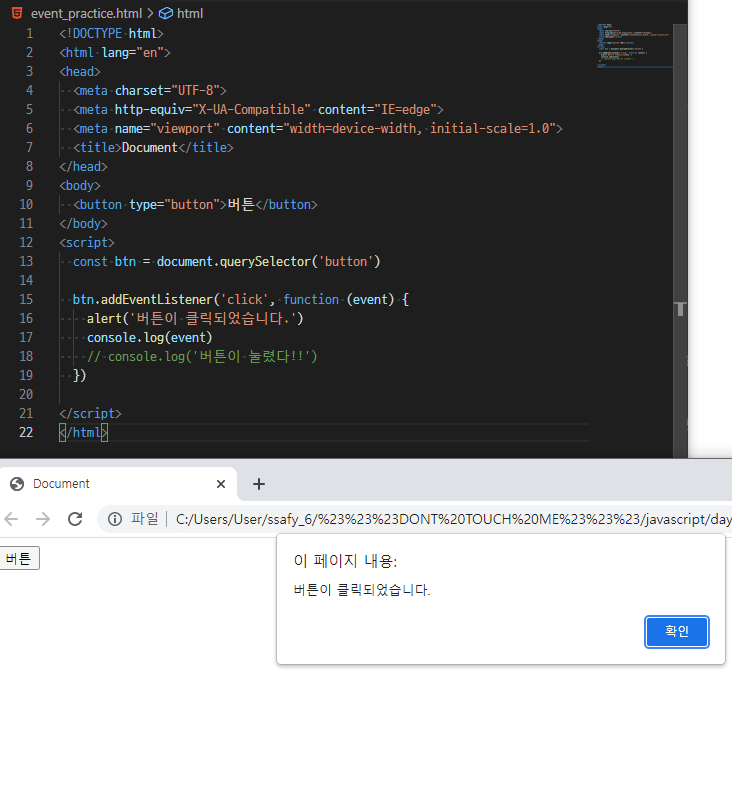 event_practice.html > html
1 <!DOCTYPE html>
2 <html lang="en">
3 <head>
4 <meta charset="UTF-8">
5 <meta http-equiv="X-UA-Compatible" content="IE=edge">
6 <meta name="viewport" content="width=device-width, initial-scale=1.0">
7 <title>Document</title>
8 </head>
9 <body>
10 <button type="button">버튼</button>
11 </body>
12 <script>
13 const btn = document.querySelector('button')
14
15 btn.addEventListener('click', function (event) {
16 alert('버튼이 클릭되었습니다.')
17 console.log(event)
18 // console.log('버튼이 눌렸다!!')
19 })
20
21 </script>
22 </html>
Document
파일 | C:/Users/User/ssafy_6/%23%23%23DONT%20TOUCH%20ME%23%23%23/javascript/day
버튼
이 페이지 내용:
버튼이 클릭되었습니다.
확인